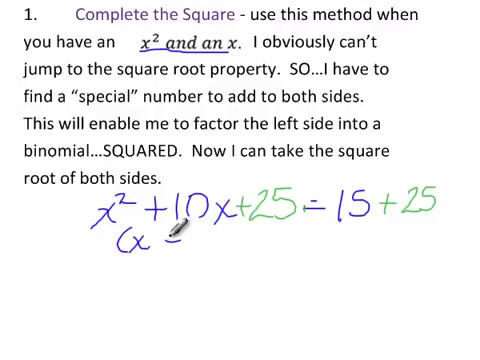 1. Complete the Square - use this method when
you have an x² and an x. I obviously can't
jump to the square root property. SO…I have to
find a "special" number to add to both sides.
This will enable me to factor the left side into a
binomial…SQUARED. Now I can take the square
root of both sides.
x² + 10x + 25 = 15 + 25
(x